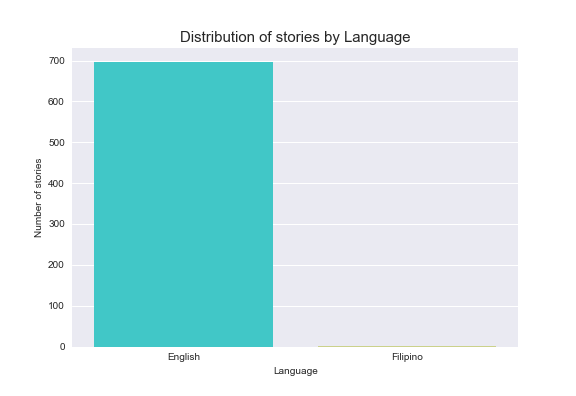 Distribution of stories by Language
700
600
500
400
300
200
100
0
Number of stories
English
Filipino
Language